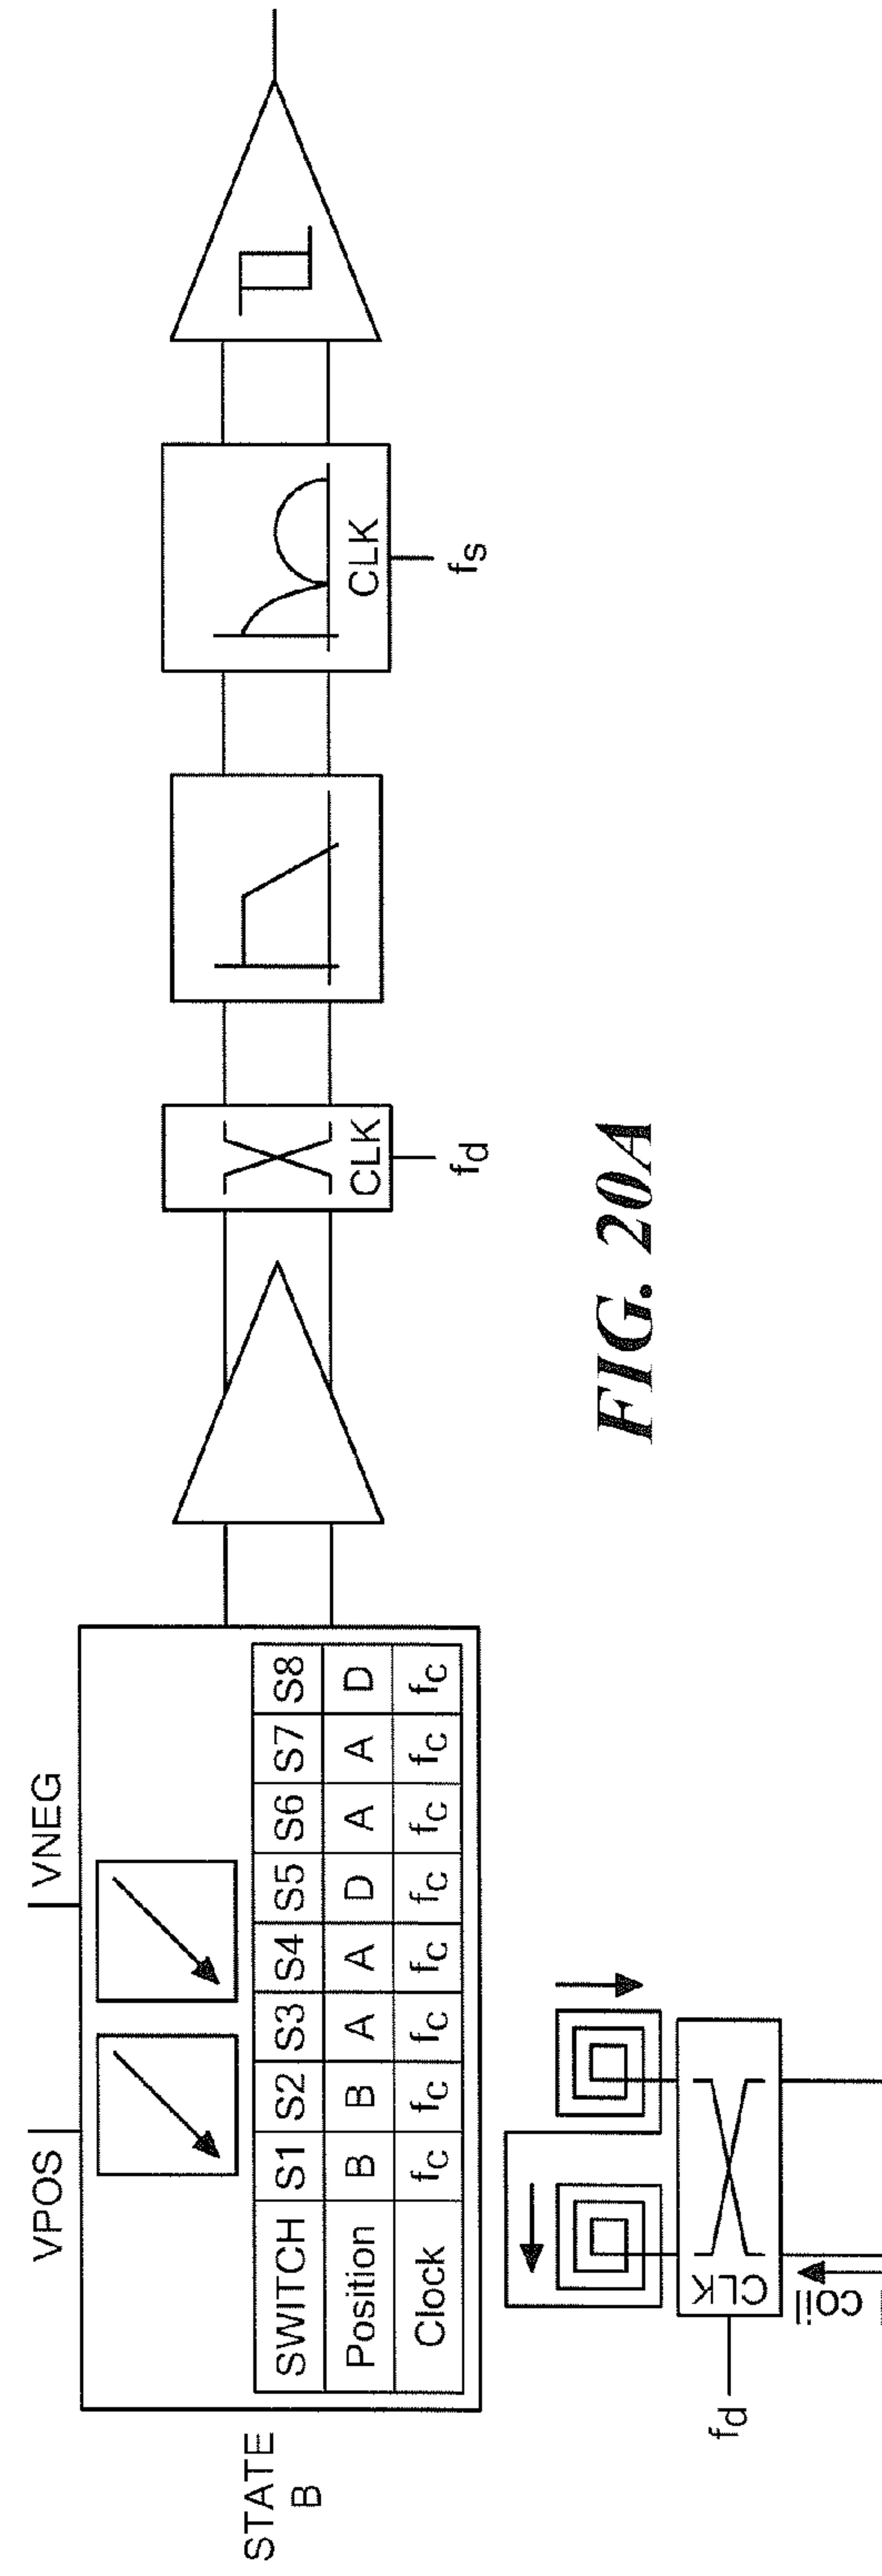 VPOS VNEG
STATE
B
SWITCH S1 S2 S3 S4 S5 S6 S7 S8
Position B B A A D A A D
Clock fc fc fc fc fc fc fc fc
CLK
fd
CLK
fs
fd
CLK
coil
FIG. 20A